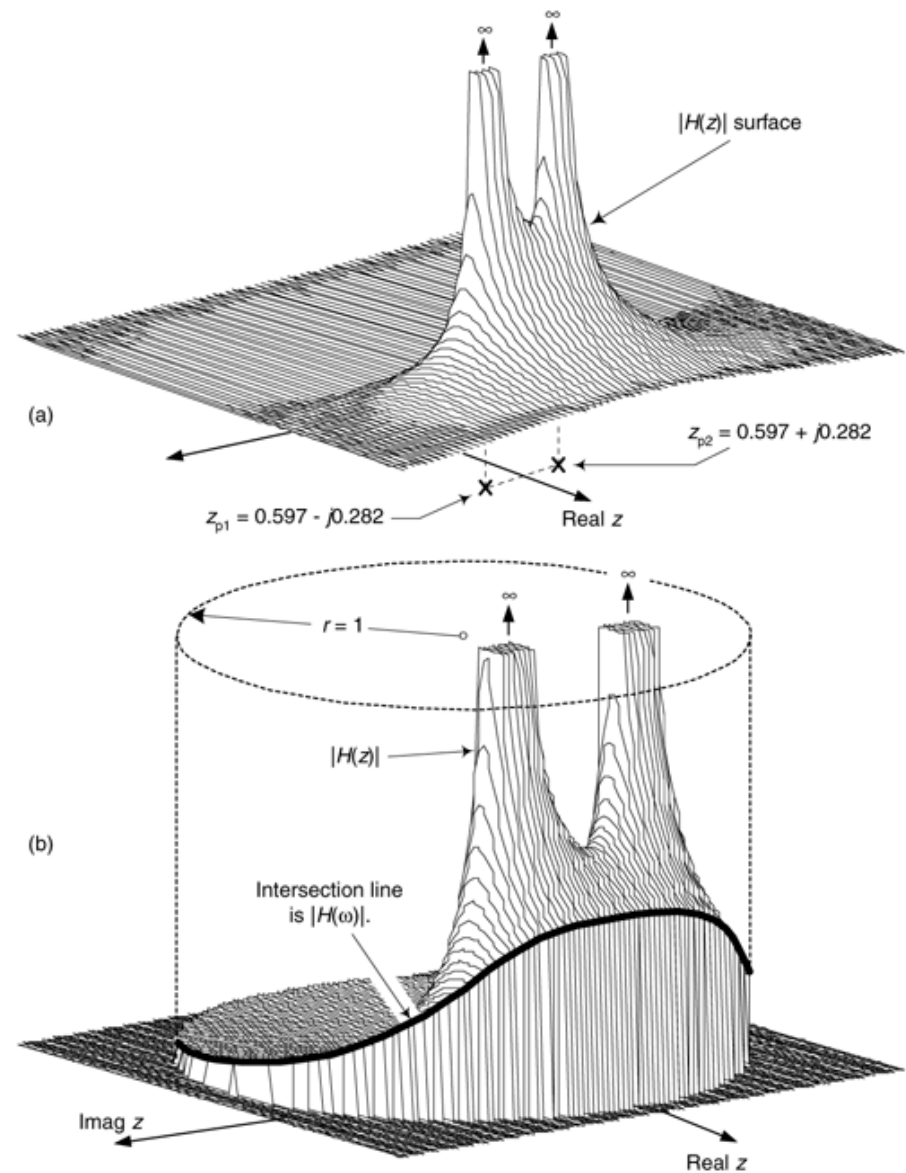 ∞
∞
|H(z)| surface
(a)
z_p2 = 0.597 + j0.282
z_p1 = 0.597 - j0.282
Real z
∞
∞
r = 1
|H(z)|
(b)
Intersection line
is |H(ω)|.
Imag z
Real z